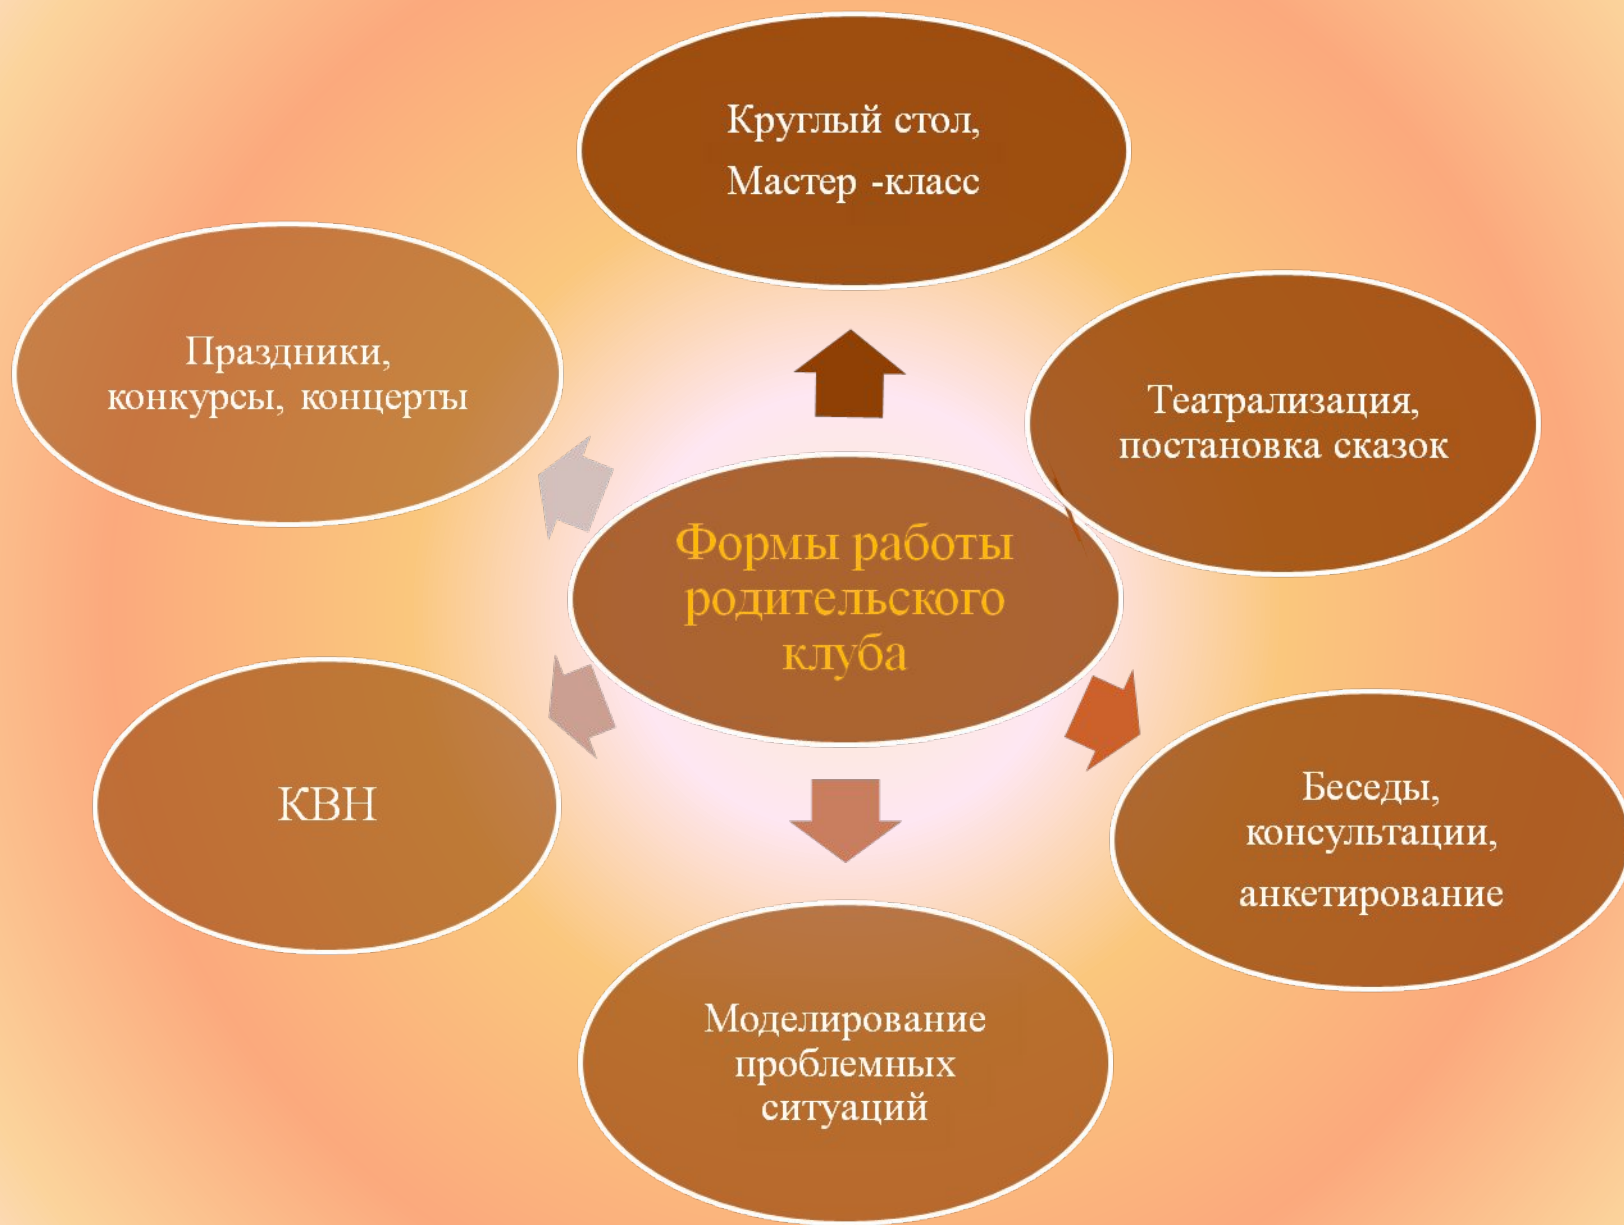 Круглый стол,
Мастер -класс
Праздники,
конкурсы, концерты
Театрализация,
постановка сказок
Формы работы
родительского
клуба
КВН
Беседы,
консультации,
анкетирование
Моделирование
проблемных
ситуаций